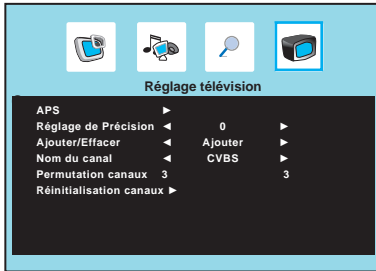 Réglage télévision
APS ►
Réglage de Précision ◄ 0 ►
Ajouter/Effacer ◄ Ajouter ►
Nom du canal ◄ CVBS ►
Permutation canaux 3 3
Réinitialisation canaux ►